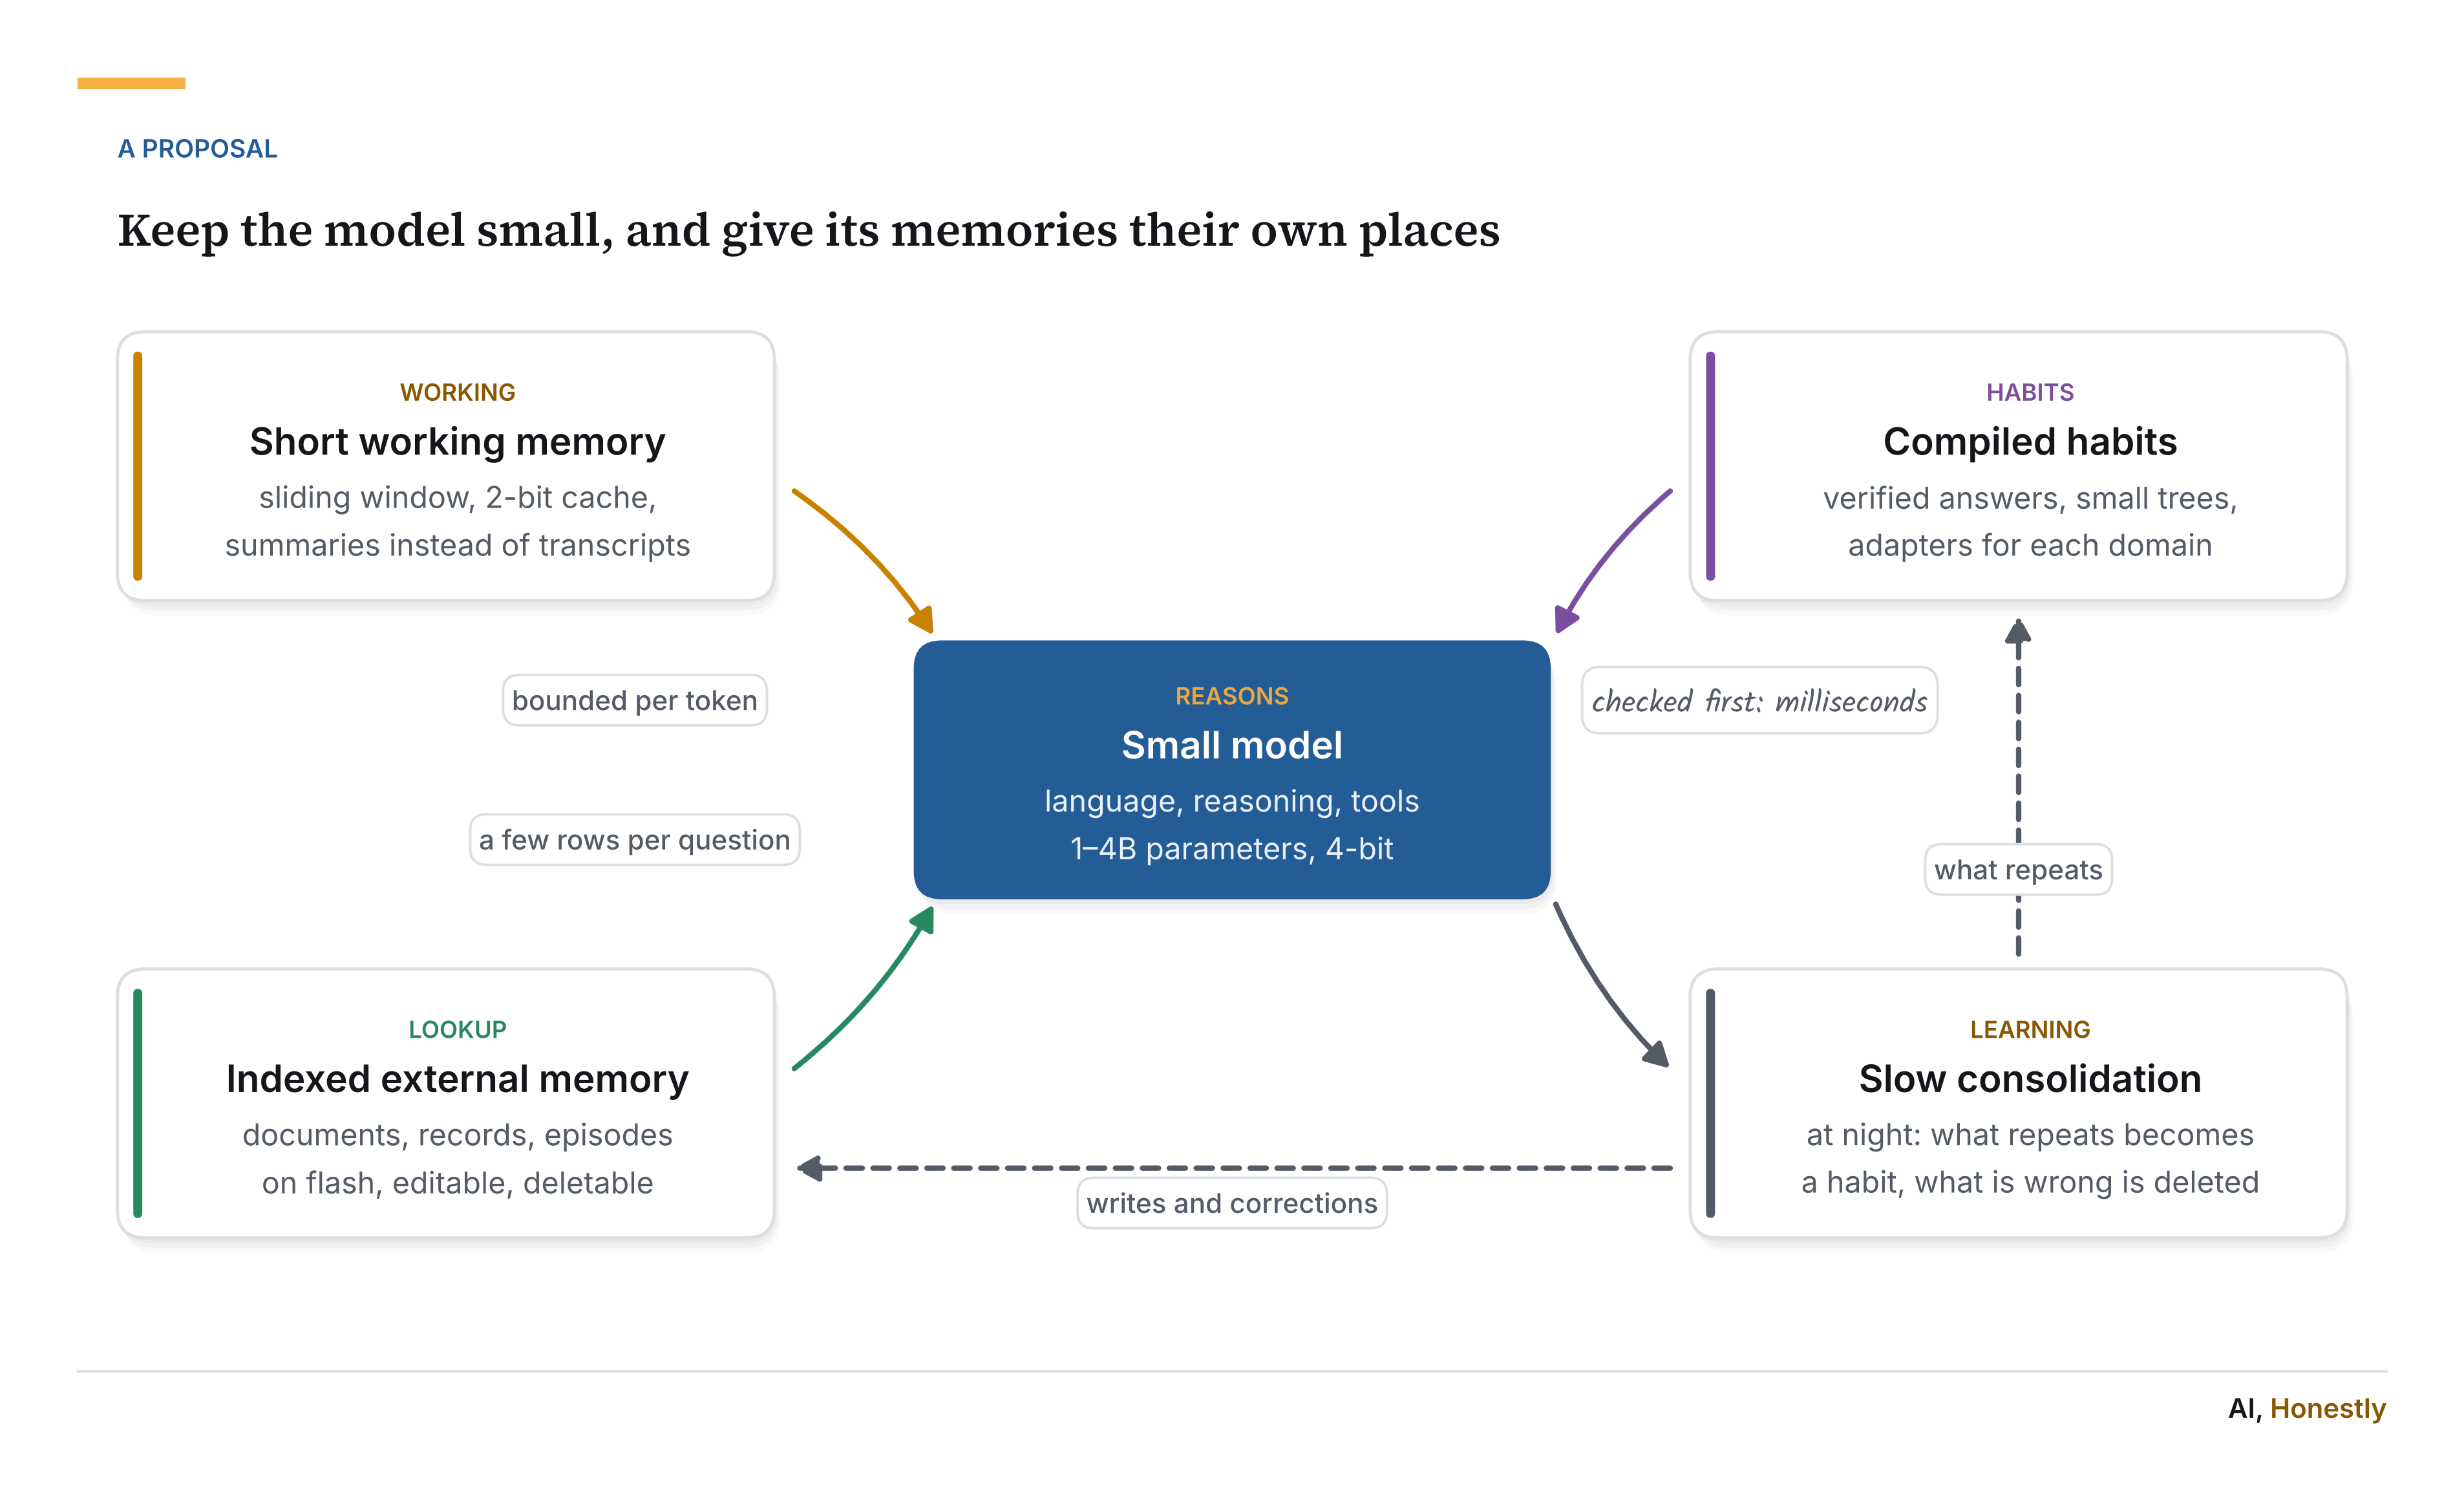 A PROPOSAL
Keep the model small, and give its memories their own places
WORKING
Short working memory
sliding window, 2-bit cache,
summaries instead of transcripts
HABITS
Compiled habits
verified answers, small trees,
adapters for each domain
bounded per token
a few rows per question
REASONS
Small model
language, reasoning, tools
1–4B parameters, 4-bit
checked first: milliseconds
what repeats
LOOKUP
Indexed external memory
documents, records, episodes
on flash, editable, deletable
writes and corrections
LEARNING
Slow consolidation
at night: what repeats becomes
a habit, what is wrong is deleted
AI, Honestly